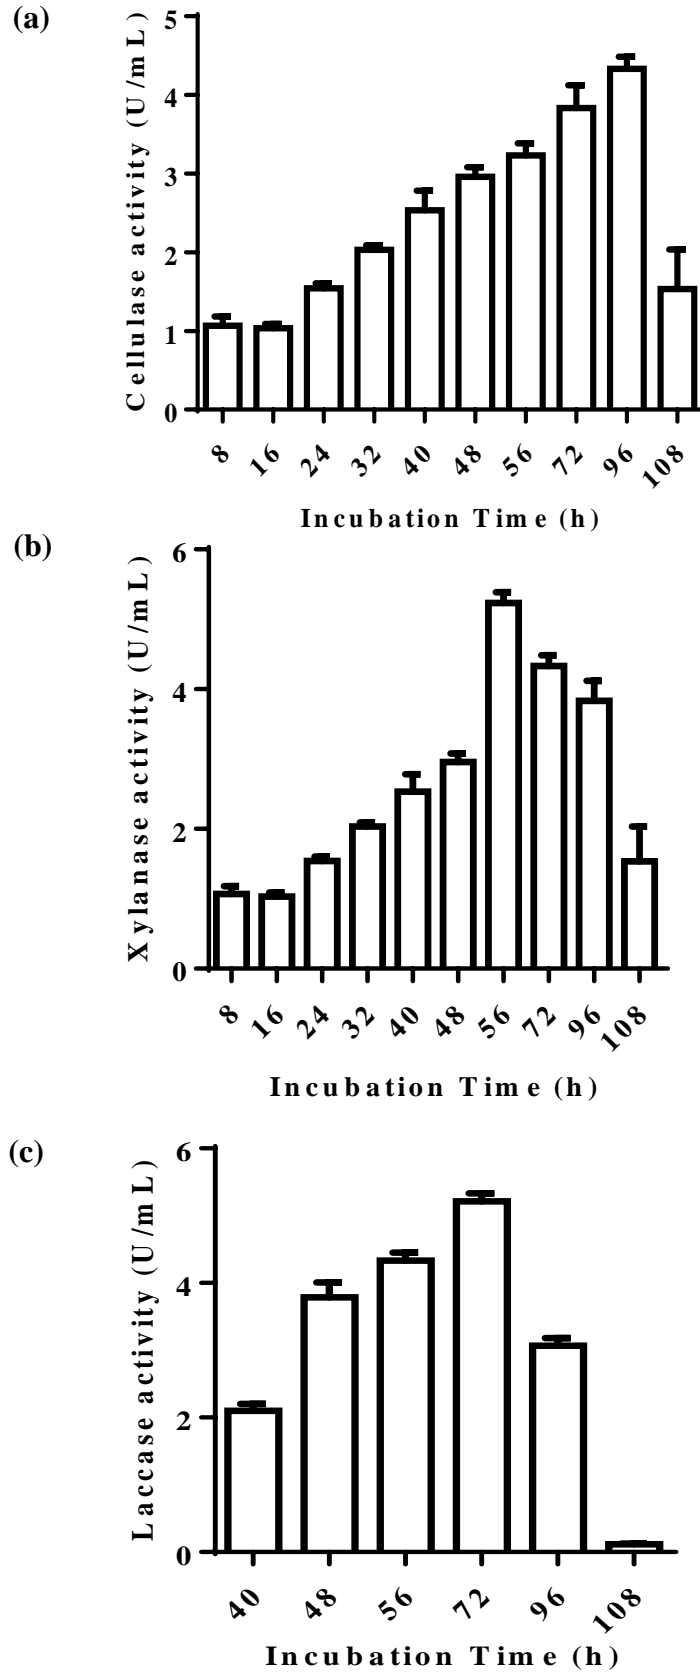 (a)
Cellulase activity (U/mL)
5
4
3
2
1
0
8 16 24 32 40 48 56 72 96 108
Incubation Time (h)
(b)
Xylanase activity (U/mL)
6
4
2
0
8 16 24 32 40 48 56 72 96 108
Incubation Time (h)
(c)
Laccase activity (U/mL)
6
4
2
0
40 48 56 72 96 108
Incubation Time (h)